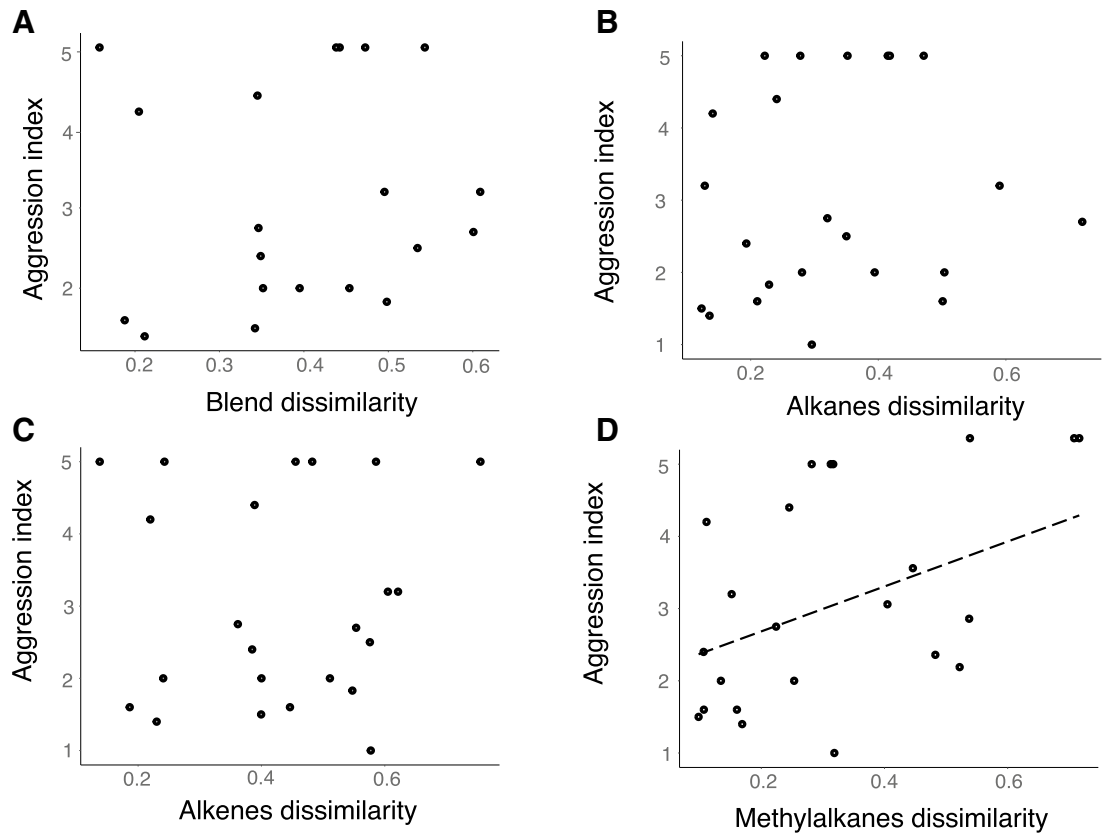 A
Aggression index
5
4
3
2
0.2 0.3 0.4 0.5 0.6
Blend dissimilarity
B
Aggression index
5
4
3
2
1
0.2 0.4 0.6
Alkanes dissimilarity
C
Aggression index
5
4
3
2
1
0.2 0.4 0.6
Alkenes dissimilarity
D
Aggression index
5
4
3
2
1
0.2 0.4 0.6
Methylalkanes dissimilarity